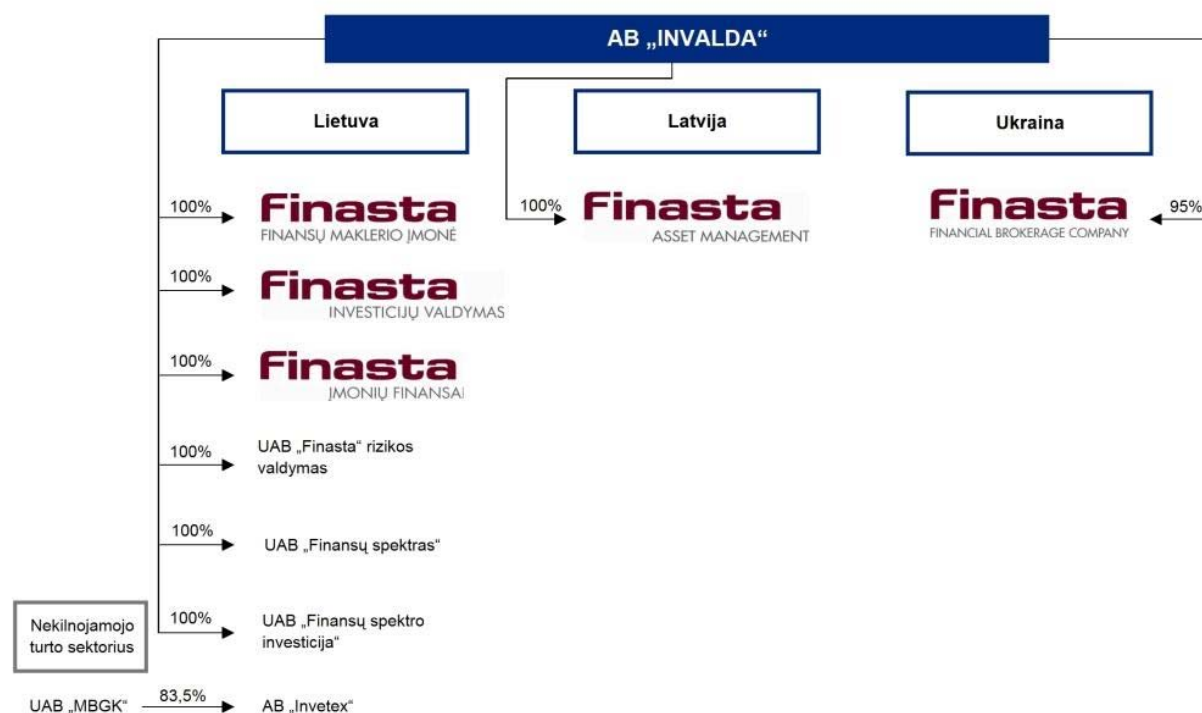 AB „INVALDA“
Lietuva
Latvija
Ukraina
100%
Finasta
FINANSŲ MAKLERIO ĮMONĖ
100%
Finasta
ASSET MANAGEMENT
Finasta
FINANCIAL BROKERAGE COMPANY
95%
100%
Finasta
INVESTICIJŲ VALDYMAS
100%
Finasta
ĮMONIŲ FINANSAI
100%
UAB „Finasta“ rizikos
valdymas
100%
UAB „Finansų spektras“
Nekilnojamojo
turto sektorius
100%
UAB „Finansų spektro
investicija“
UAB „MBGK“
83,5%
AB „Invetex“